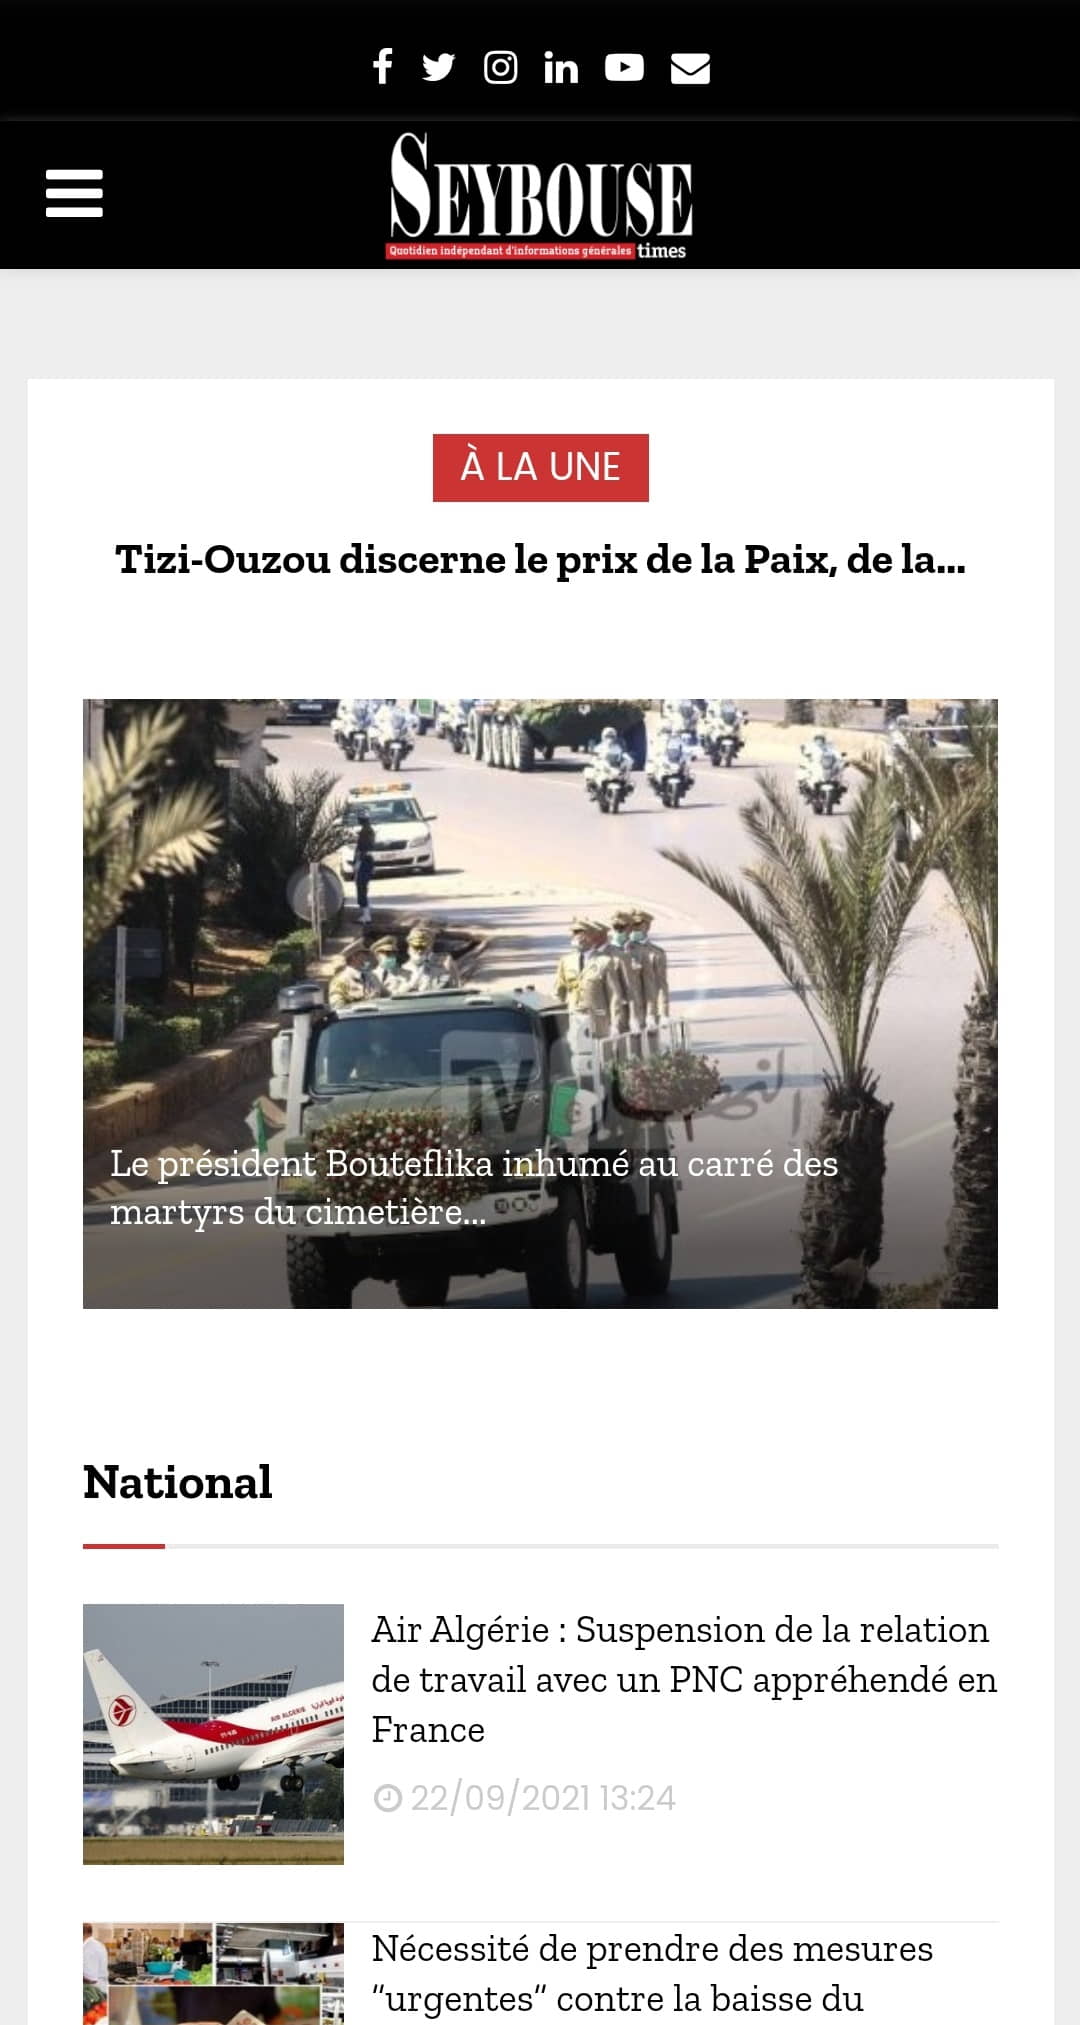 SEYBOUSE
Quotidien indépendant d'informations générales times
À LA UNE
Tizi-Ouzou discerne le prix de la Paix, de la...
Le président Bouteflika inhumé au carré des
martyrs du cimetière...
National
AIR ALGERIE
Air Algérie : Suspension de la relation
de travail avec un PNC appréhendé en
France
22/09/2021 13:24
Nécessité de prendre des mesures
“urgentes” contre la baisse du